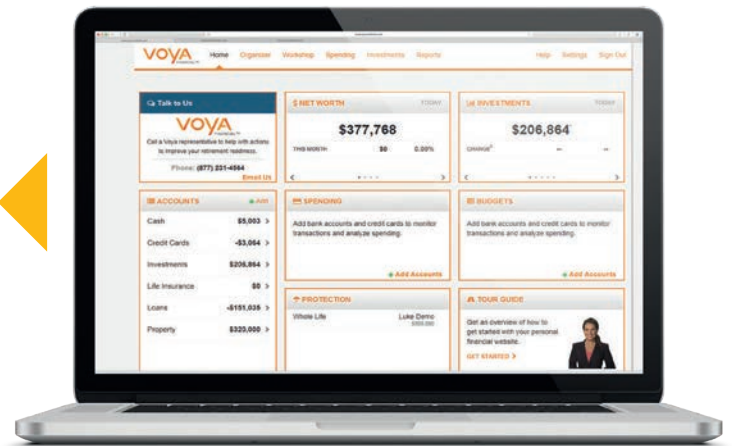 VOYA
Home Organizer Workshop Spending Investments Reports
Help Settings Sign Out
Talk to Us
VOYA
Call a Voya representative to help with actions
to improve your retirement readiness.
Phone: (877) 231-4564
Email Us
$ NET WORTH TODAY
$377,768
THIS MONTH $0 0.00%
INVESTMENTS TODAY
$206,864
CHANGE -- --
ACCOUNTS Add
Cash $5,003 >
Credit Cards -$3,064 >
Investments $206,864 >
Life Insurance $0 >
Loans -$151,035 >
Property $320,000 >
SPENDING
Add bank accounts and credit cards to monitor
transactions and analyze spending.
Add Accounts
BUDGETS
Add bank accounts and credit cards to monitor
transactions and analyze spending.
Add Accounts
PROTECTION
Whole Life Luke Demo
TOUR GUIDE
Get an overview of how to
get started with your personal
financial website.
GET STARTED >